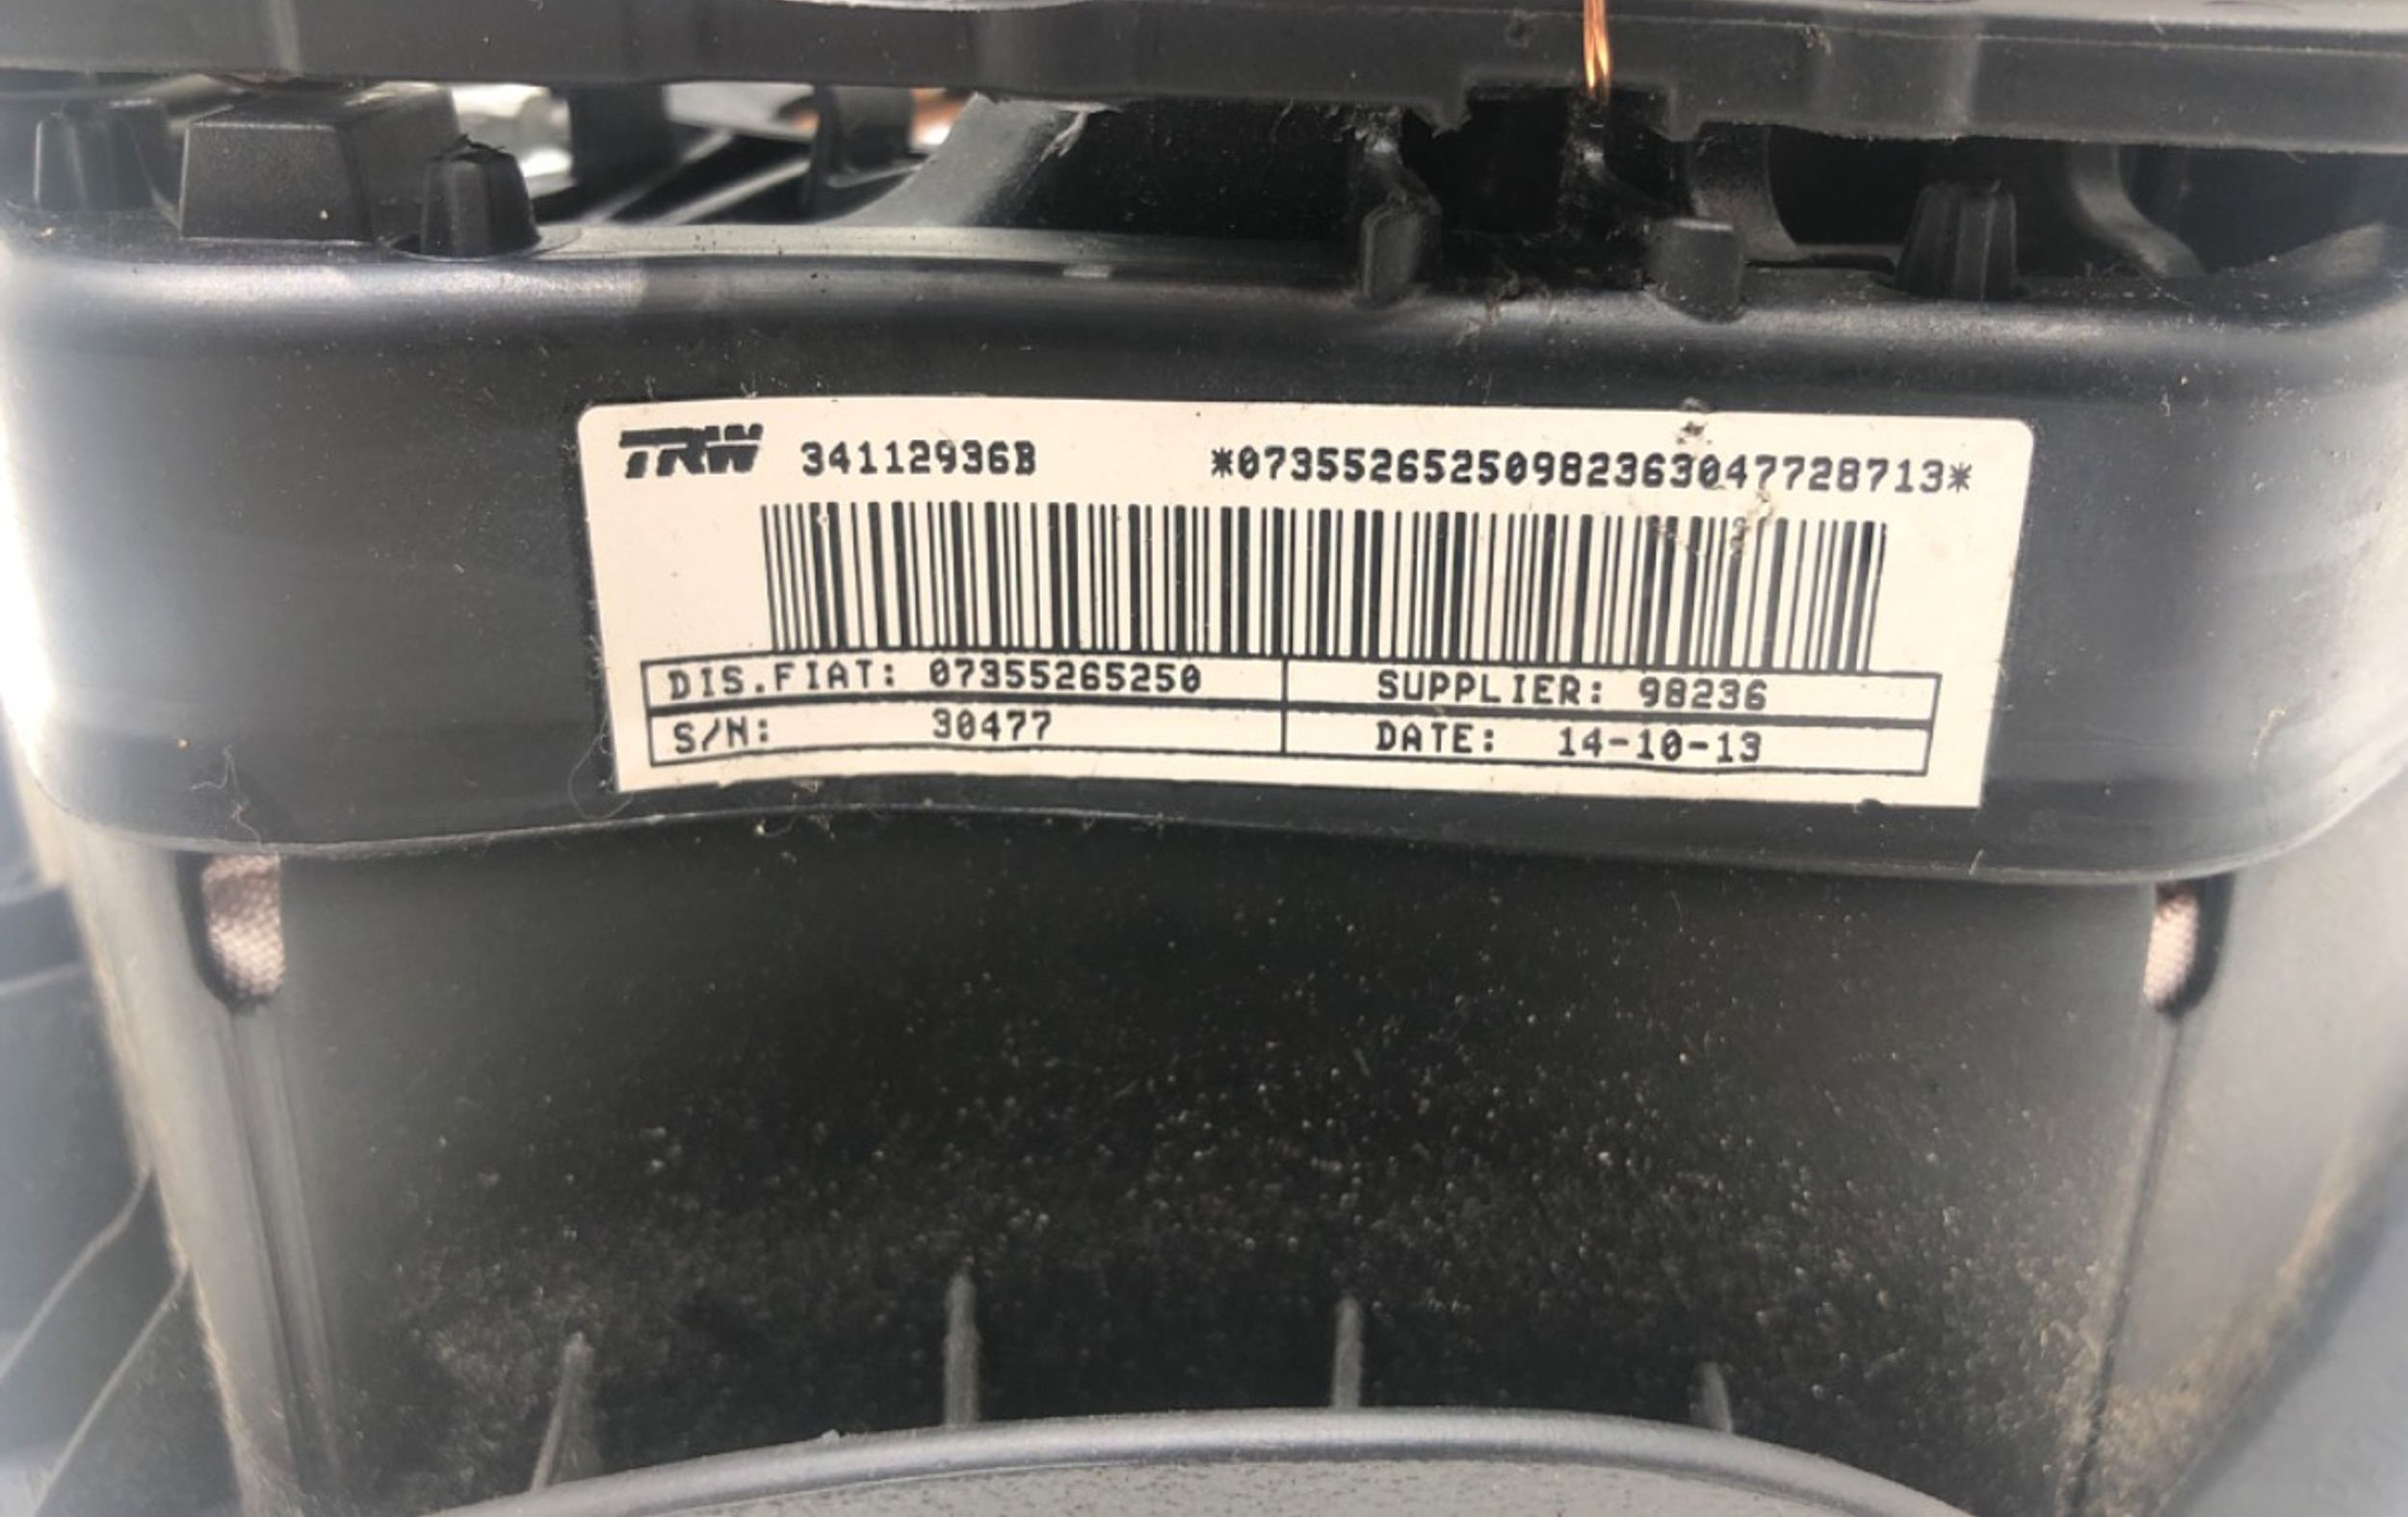 TRW 34112936B *07355265250982363047728713*
DIS.FIAT: 07355265250 SUPPLIER: 98236
S/N: 30477 DATE: 14-10-13